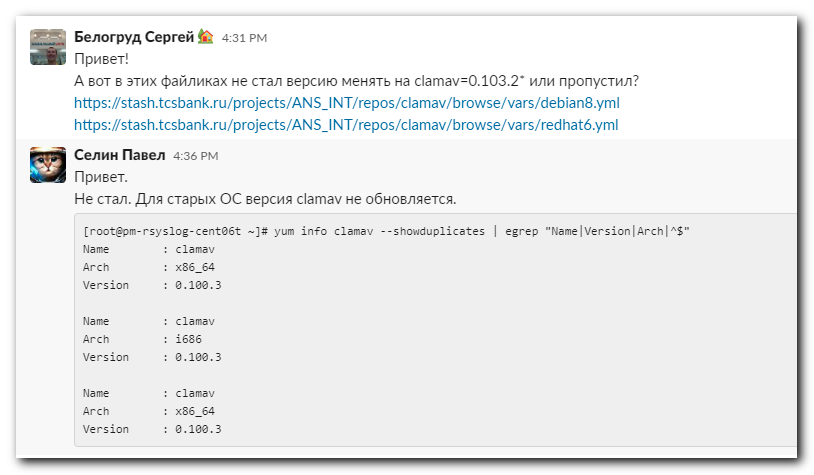 Белогруд Сергей 4:31 PM
Привет!
А вот в этих файликах не стал версию менять на clamav=0.103.2* или пропустил?
https://stash.tcsbank.ru/projects/ANS_INT/repos/clamav/browse/vars/debian8.yml
https://stash.tcsbank.ru/projects/ANS_INT/repos/clamav/browse/vars/redhat6.yml
Селин Павел 4:36 PM
Привет.
Не стал. Для старых ОС версия clamav не обновляется.
[root@pm-rsyslog-cent06t ~]# yum info clamav --showduplicates | egrep "Name|Version|Arch|^$"
Name : clamav
Arch : x86_64
Version : 0.100.3
Name : clamav
Arch : i686
Version : 0.100.3
Name : clamav
Arch : x86_64
Version : 0.100.3